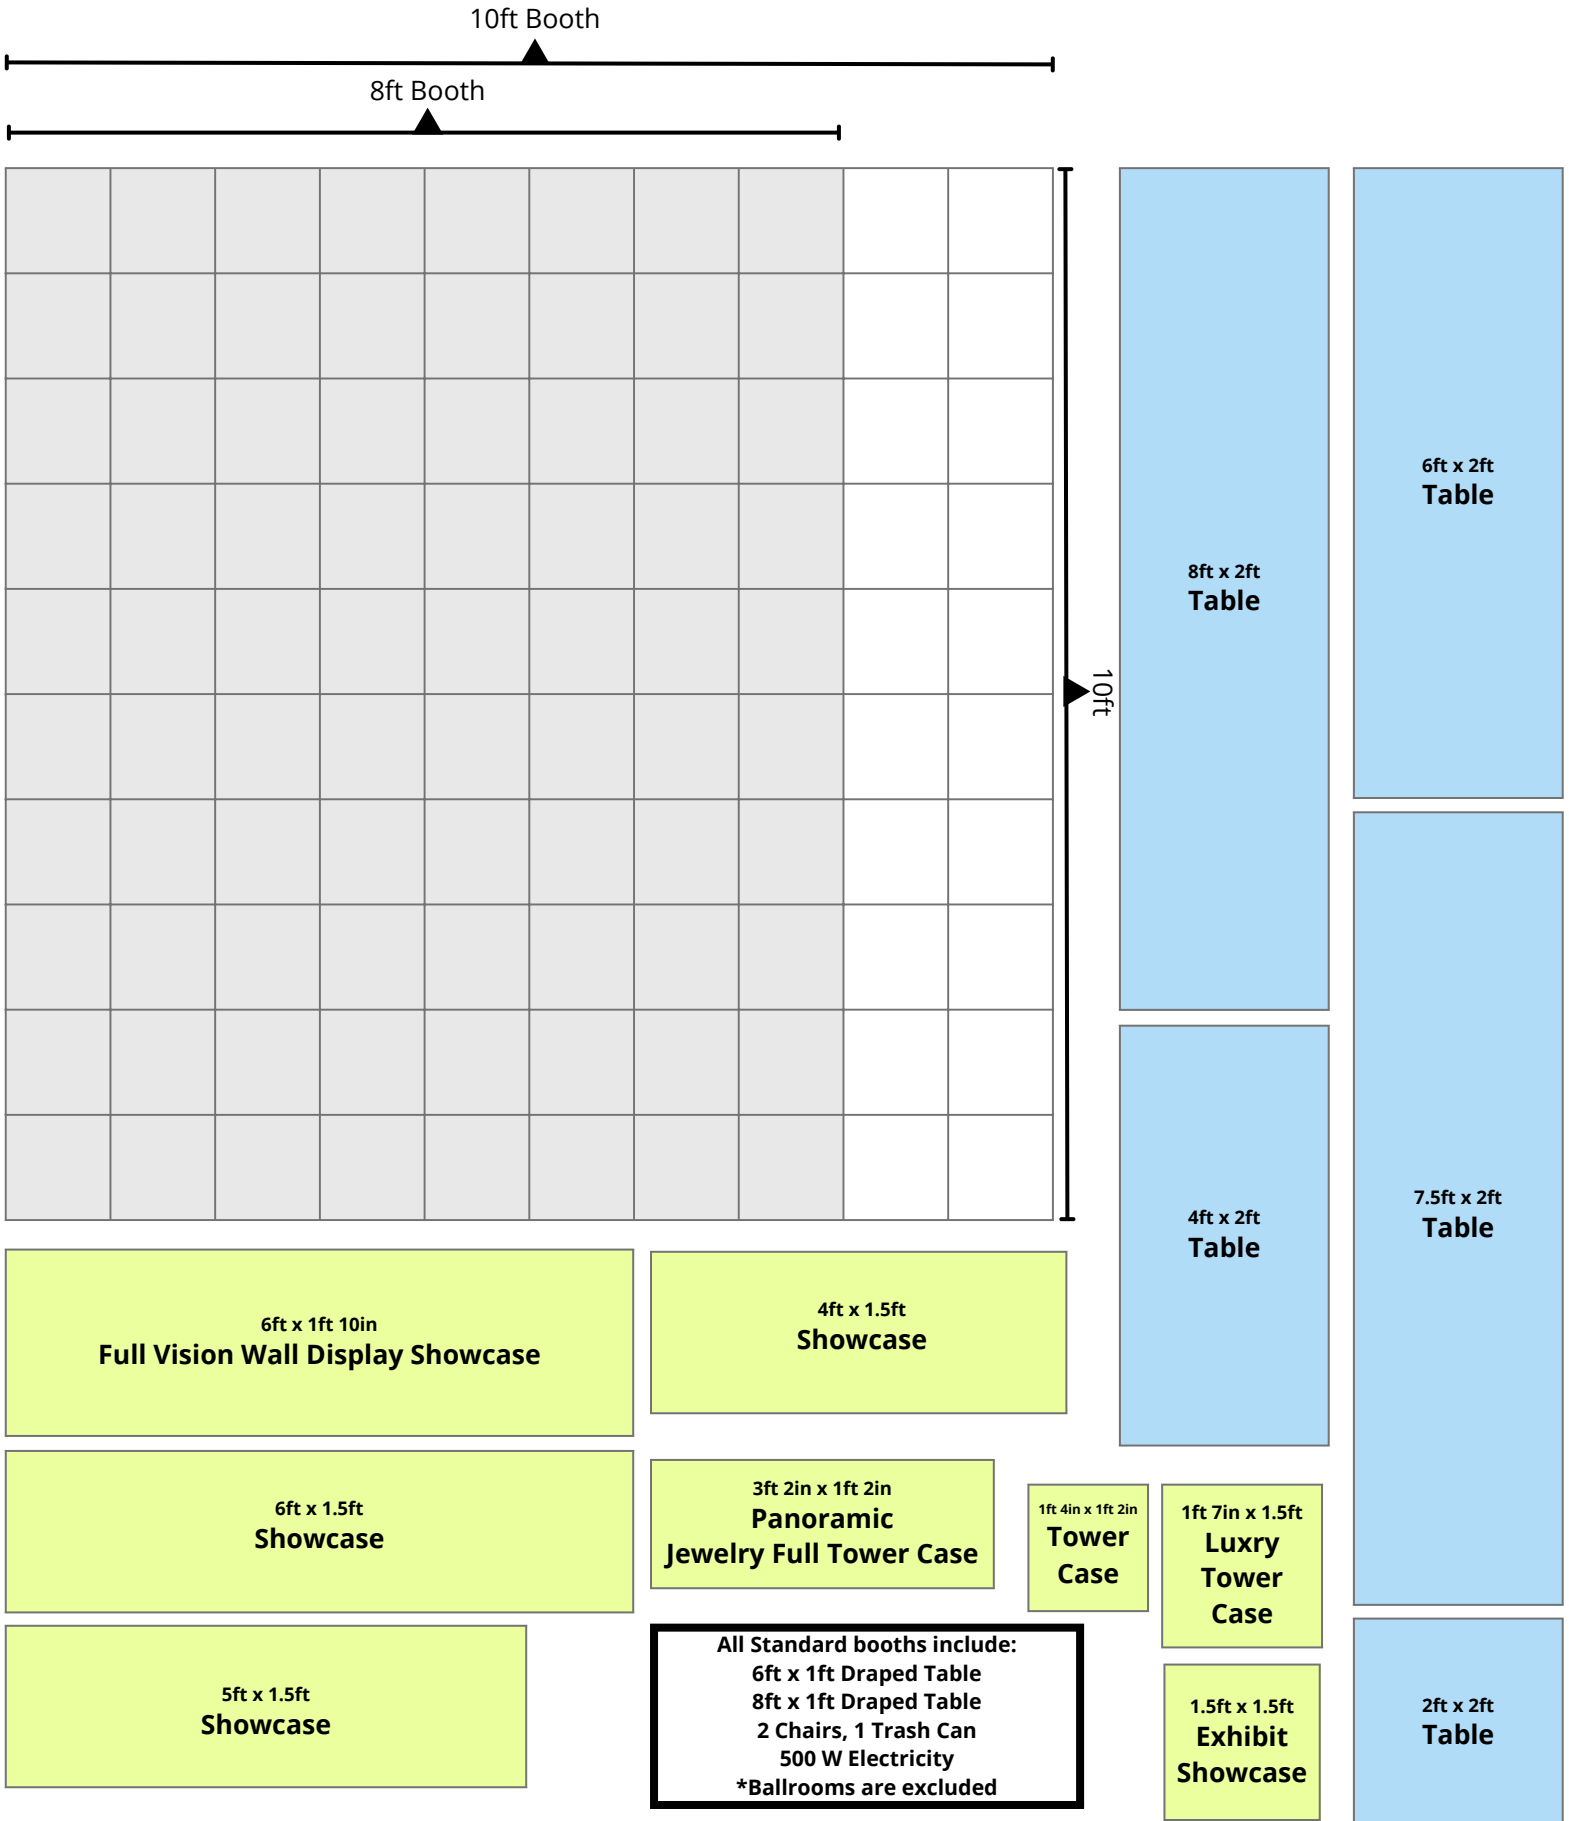 10ft Booth
8ft Booth
10ft
8ft x 2ft
Table
6ft x 2ft
Table
4ft x 2ft
Table
7.5ft x 2ft
Table
6ft x 1ft 10in
Full Vision Wall Display Showcase
4ft x 1.5ft
Showcase
6ft x 1.5ft
Showcase
3ft 2in x 1ft 2in
Panoramic
Jewelry Full Tower Case
1ft 4in x 1ft 2in
Tower
Case
1ft 7in x 1.5ft
Luxry
Tower
Case
5ft x 1.5ft
Showcase
All Standard booths include:
6ft x 1ft Draped Table
8ft x 1ft Draped Table
2 Chairs, 1 Trash Can
500 W Electricity
*Ballrooms are excluded
1.5ft x 1.5ft
Exhibit
Showcase
2ft x 2ft
Table